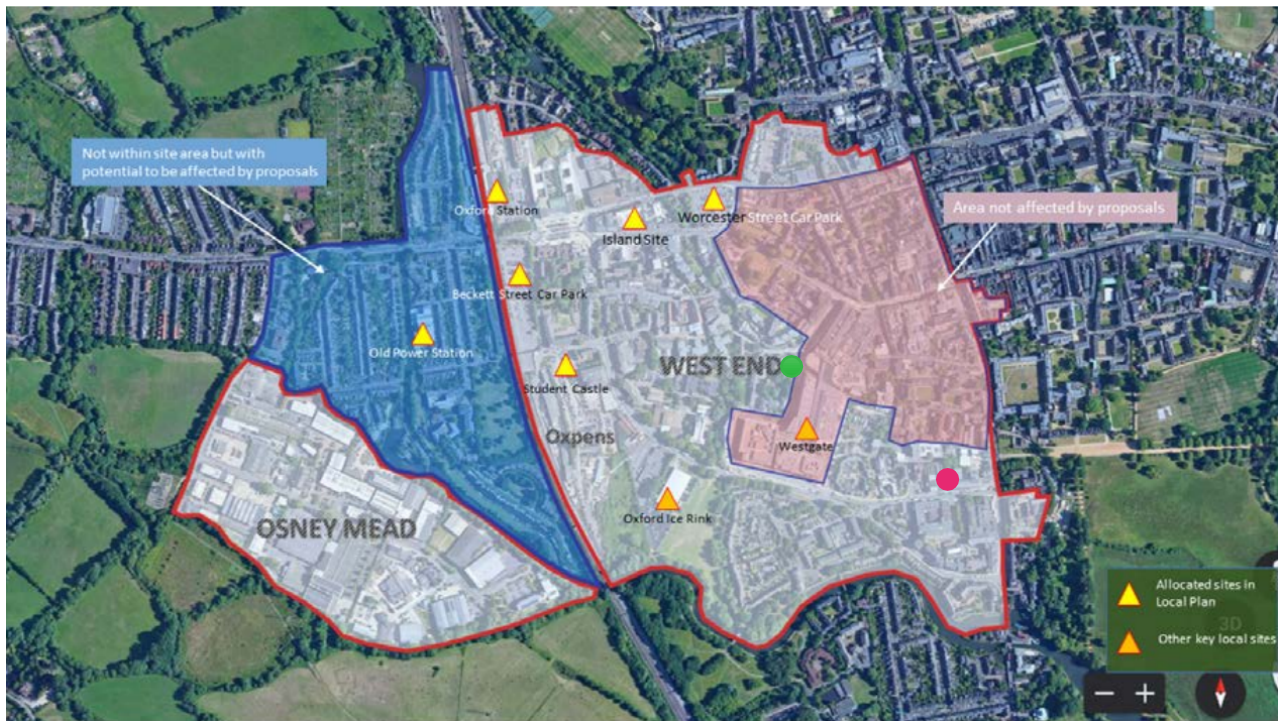 Not within site area but with
potential to be affected by proposals
Oxford Station
Worcester Street Car Park
Island Site
Area not affected by proposals
Beckett Street Car Park
Old Power Station
WEST END
Student Castle
Oxpens
Westgate
Oxford Ice Rink
OSNEY MEAD
Allocated sites in
Local Plan
3D
Other key local sites